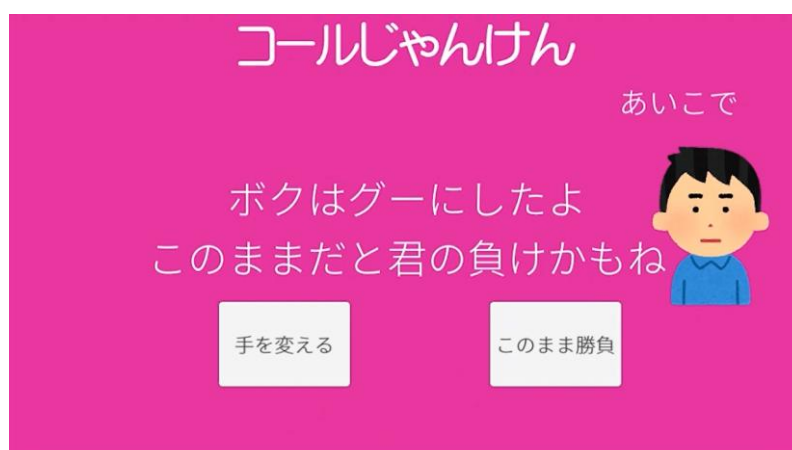 コールじゃんけん
あいこで
ボクはグーにしたよ
このままだと君の負けかもね
手を変える
このまま勝負